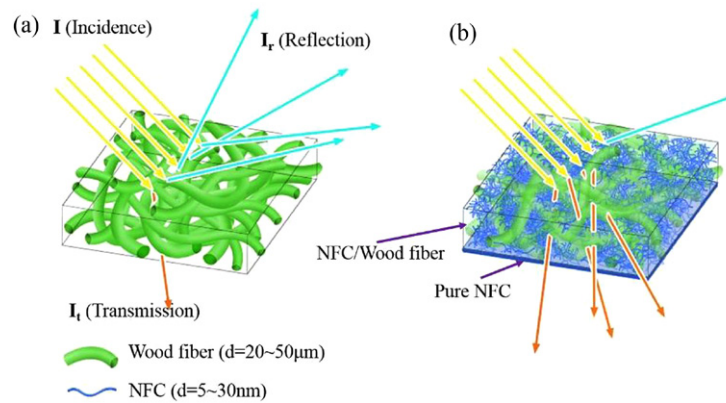 (a)
I (Incidence)
Iᵣ (Reflection)
(b)
NFC/Wood fiber
Pure NFC
Iₜ (Transmission)
Wood fiber (d=20~50μm)
NFC (d=5~30nm)